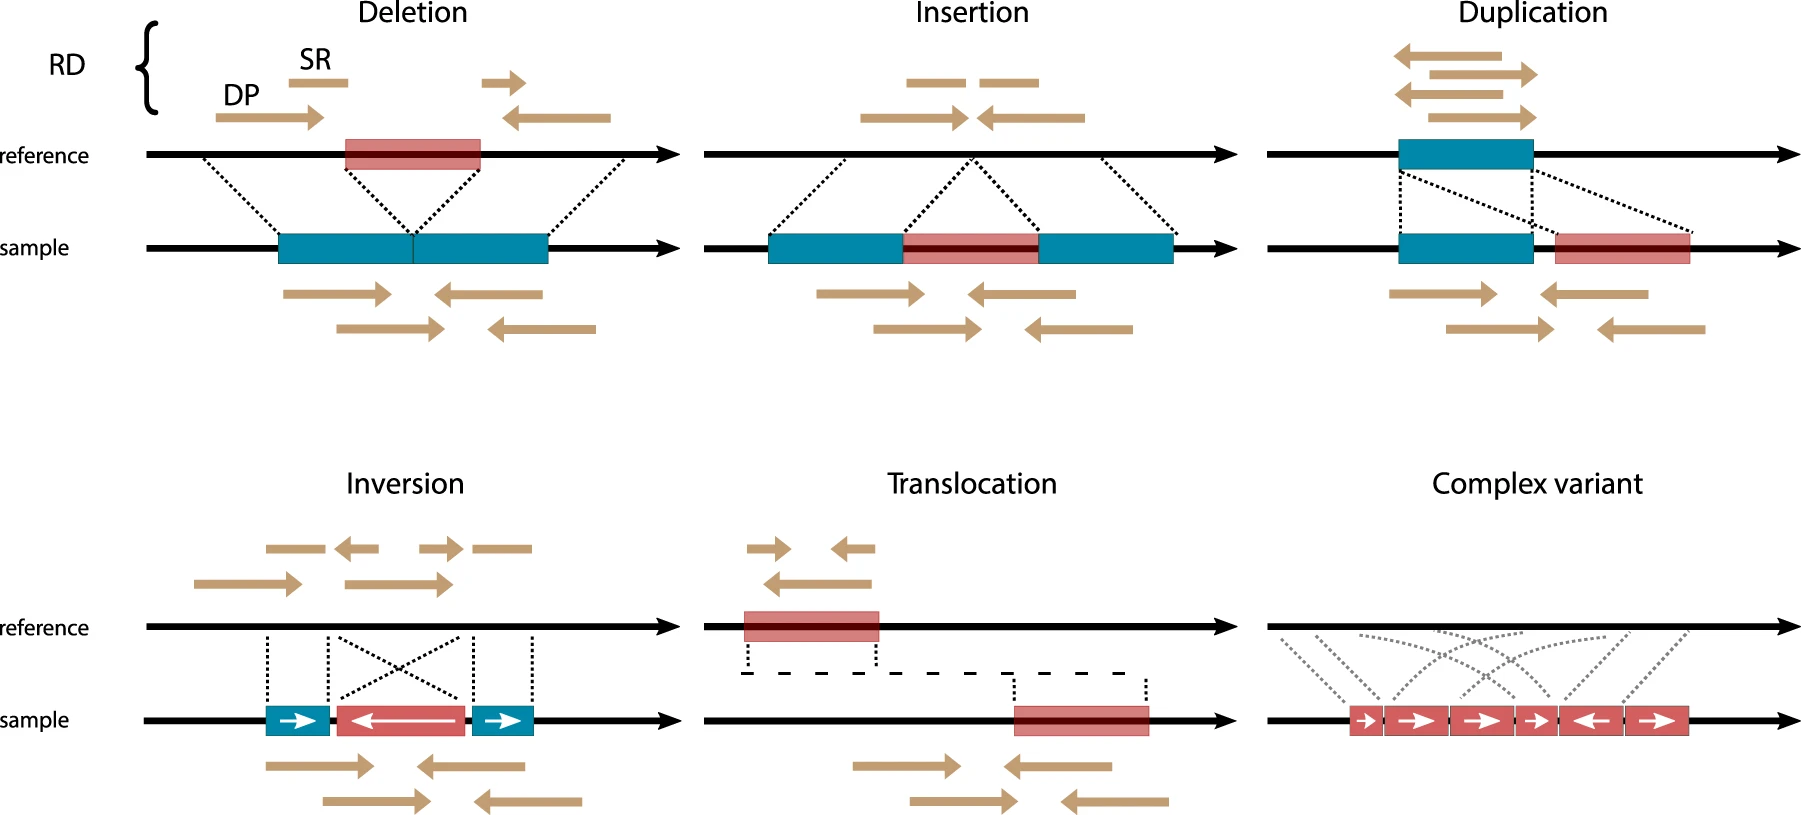 Deletion
Insertion
Duplication
RD
SR
DP
reference
sample
Inversion
Translocation
Complex variant
reference
sample